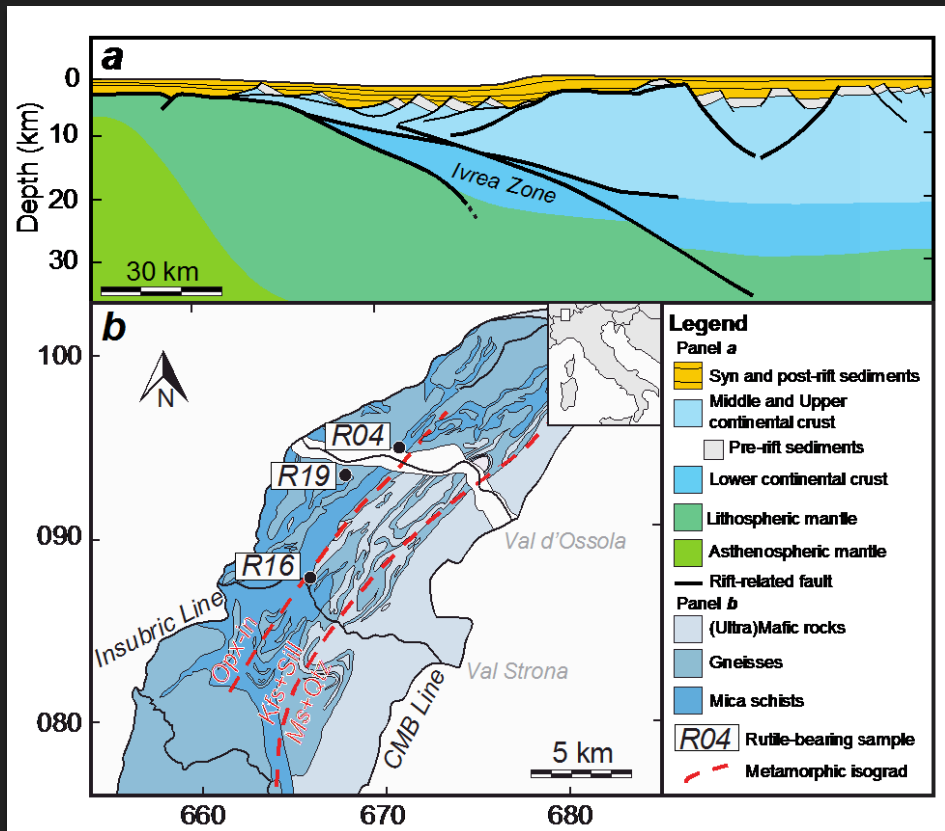 a
0
10
20
30
Depth (km)
Ivrea Zone
30 km
b
100
090
080
N
R04
R19
R16
Val d'Ossola
Insubric Line
Opx-in
Kfs+Sill
Val Strona
CMB Line
5 km
660
670
680
Legend
Panel a
Syn and post-rift sediments
Middle and Upper
continental crust
Pre-rift sediments
Lower continental crust
Lithospheric mantle
Asthenospheric mantle
Rift-related fault
Panel b
(Ultra)Mafic rocks
Gneisses
Mica schists
R04 Rutile-bearing sample
Metamorphic isograd